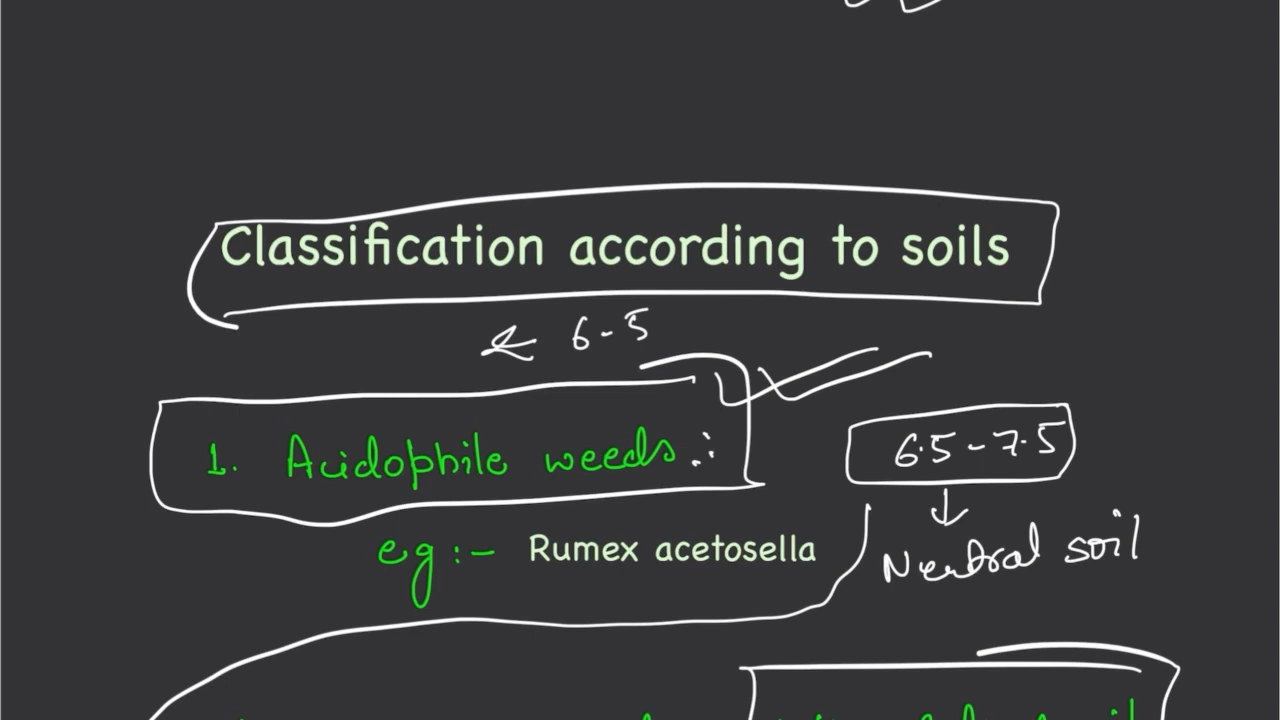 Classification according to soils
< 6-5
1. Acidophile weeds :
6.5-7.5
eg :- Rumex acetosella
Neutral soil